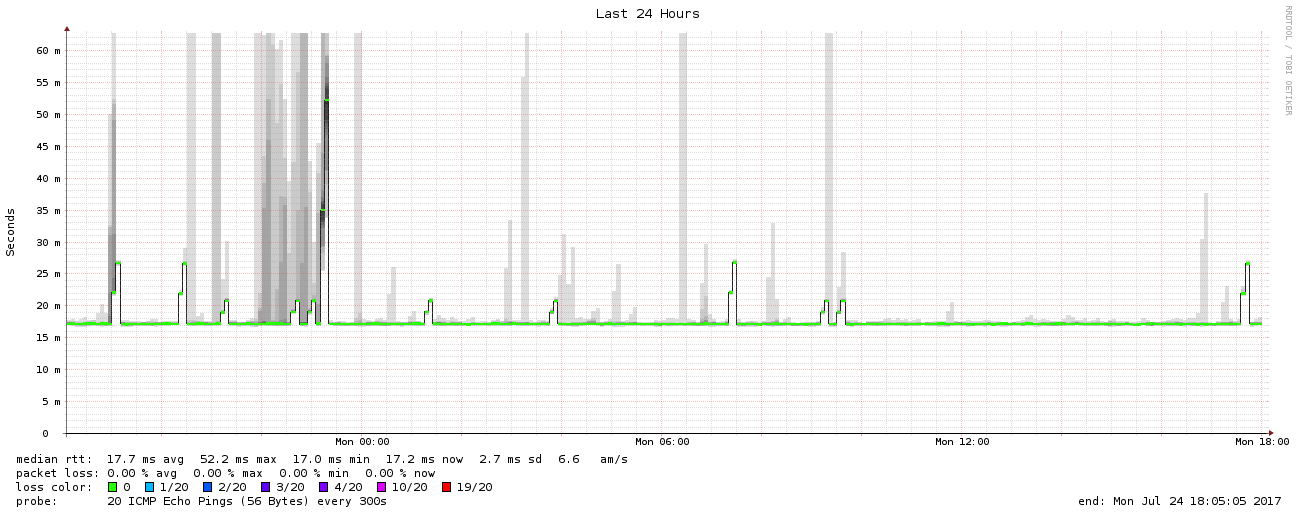 Last 24 Hours
RRDTOOL / TOBI OETIKER
Seconds
60 m
55 m
50 m
45 m
40 m
35 m
30 m
25 m
20 m
15 m
10 m
5 m
0
Mon 00:00 Mon 06:00 Mon 12:00 Mon 18:00
median rtt: 17.7 ms avg 52.2 ms max 17.0 ms min 17.2 ms now 2.7 ms sd 6.6 am/s
packet loss: 0.00 % avg 0.00 % max 0.00 % min 0.00 % now
loss color: 0 1/20 2/20 3/20 4/20 10/20 19/20
probe: 20 ICMP Echo Pings (56 Bytes) every 300s end: Mon Jul 24 18:05:05 2017